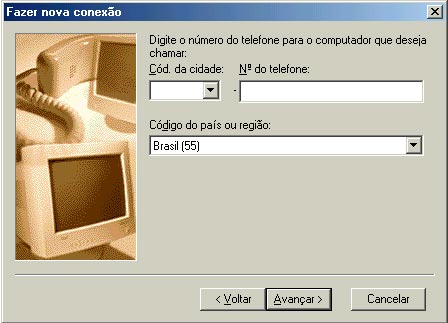 Fazer nova conexão
Digite o número do telefone para o computador que deseja
chamar:
Cód. da cidade: Nº do telefone:
-
Código do país ou região:
Brasil (55)
< Voltar Avançar > Cancelar